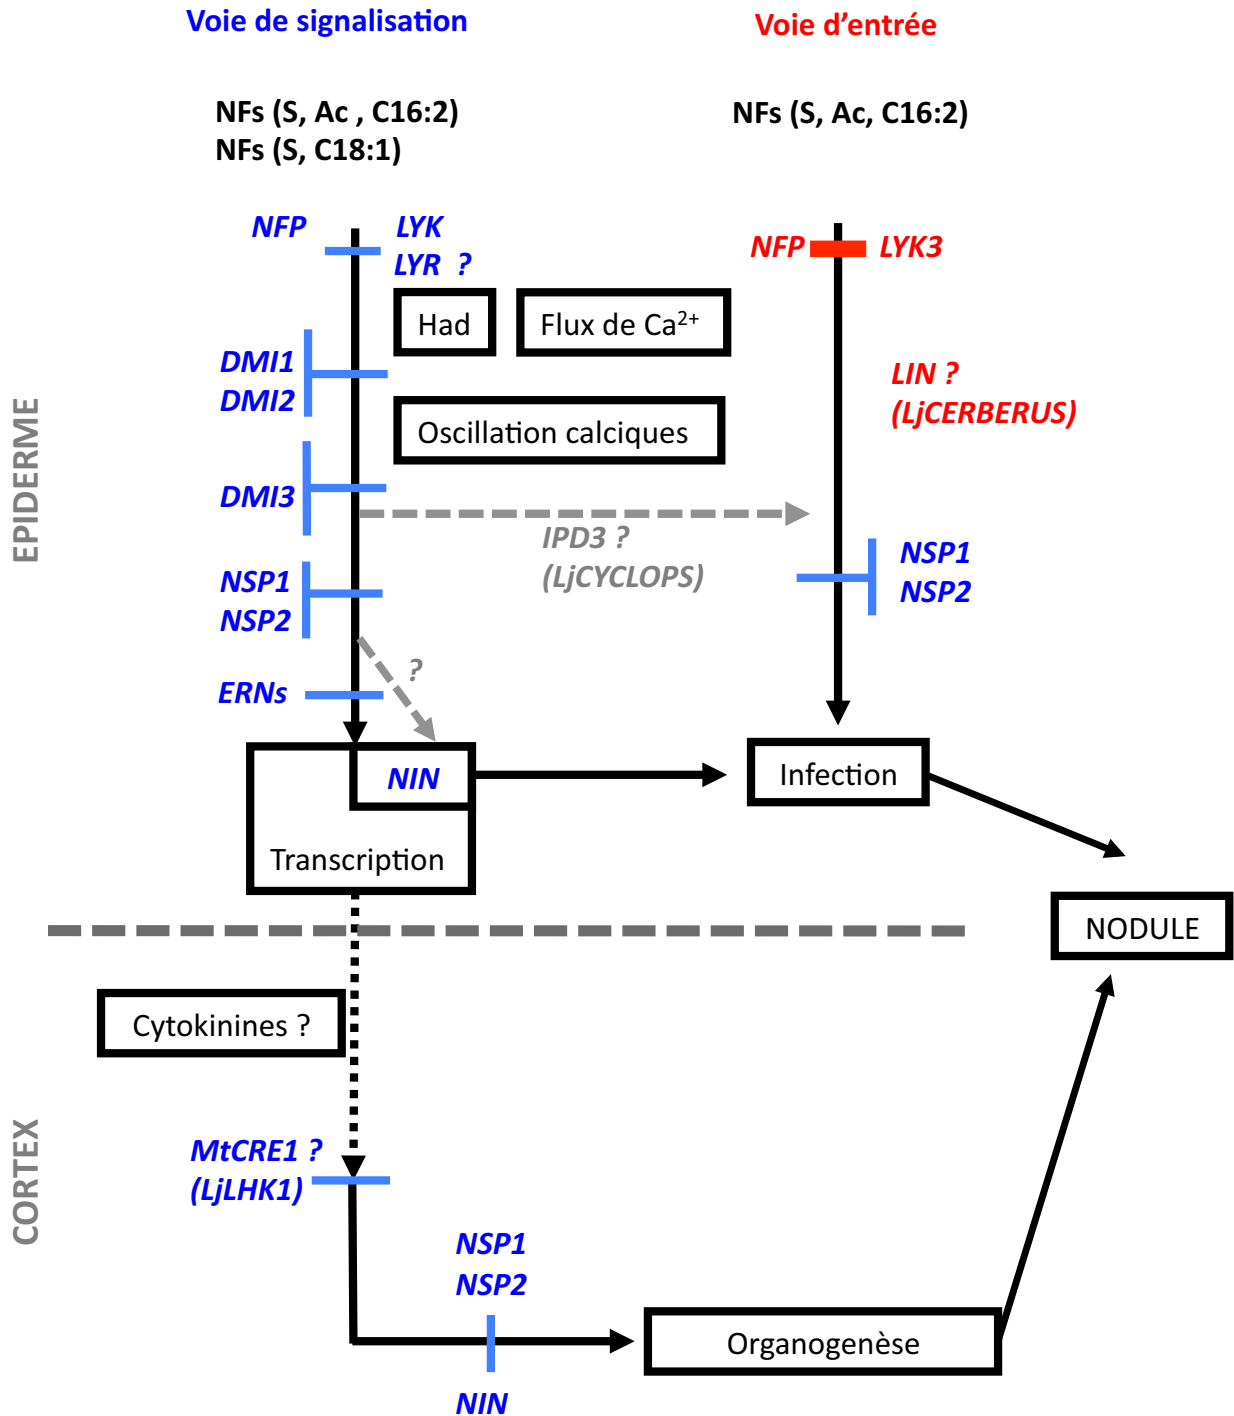 Voie de signalisation
Voie d’entrée
NFs (S, Ac , C16:2)
NFs (S, C18:1)
NFs (S, Ac, C16:2)
NFP
LYK
LYR ?
NFP
LYK3
Had
Flux de Ca²⁺
DMI1
DMI2
LIN ?
(LjCERBERUS)
Oscillation calciques
EPIDERME
DMI3
IPD3 ?
(LjCYCLOPS)
NSP1
NSP2
NSP1
NSP2
?
ERNs
NIN
Transcription
Infection
NODULE
Cytokinines ?
CORTEX
MtCRE1 ?
(LjLHK1)
NSP1
NSP2
Organogenèse
NIN